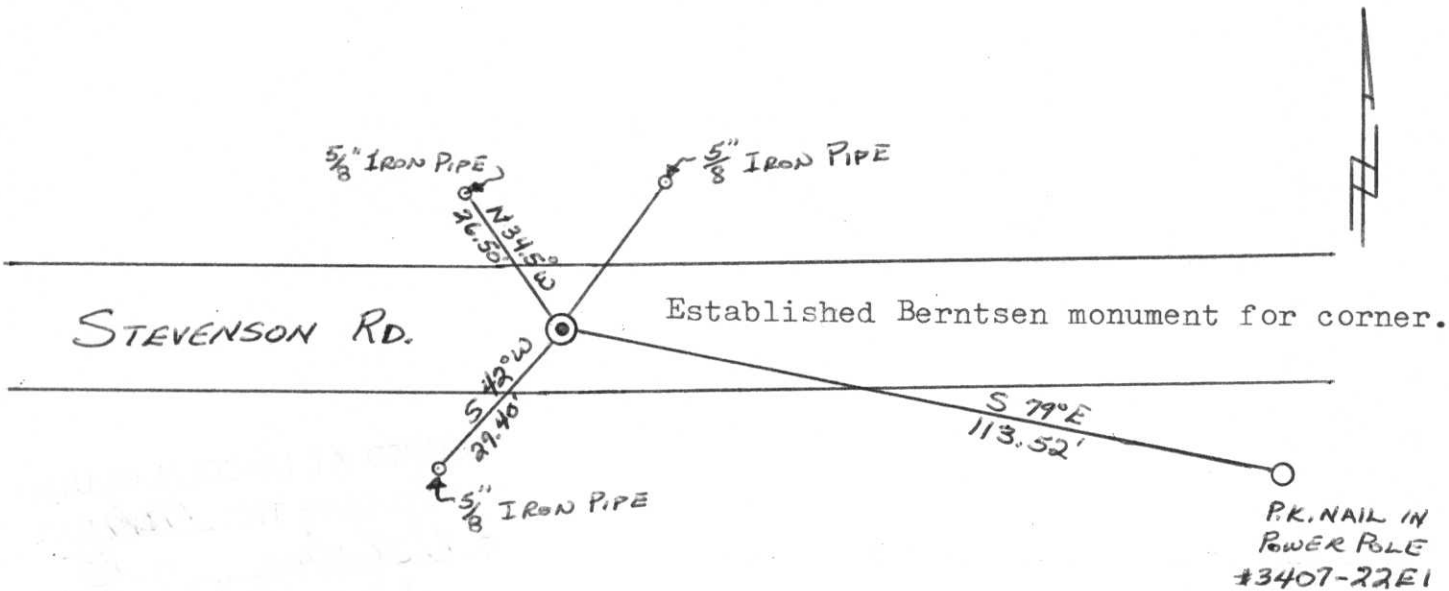 5/8" IRON PIPE
5/8" IRON PIPE
N 34.5° W
26.50'
STEVENSON RD.
Established Berntsen monument for corner.
S 42° W
29.40'
S 79° E
113.52'
5/8" IRON PIPE
P.K. NAIL IN
POWER POLE
#3407-22E1